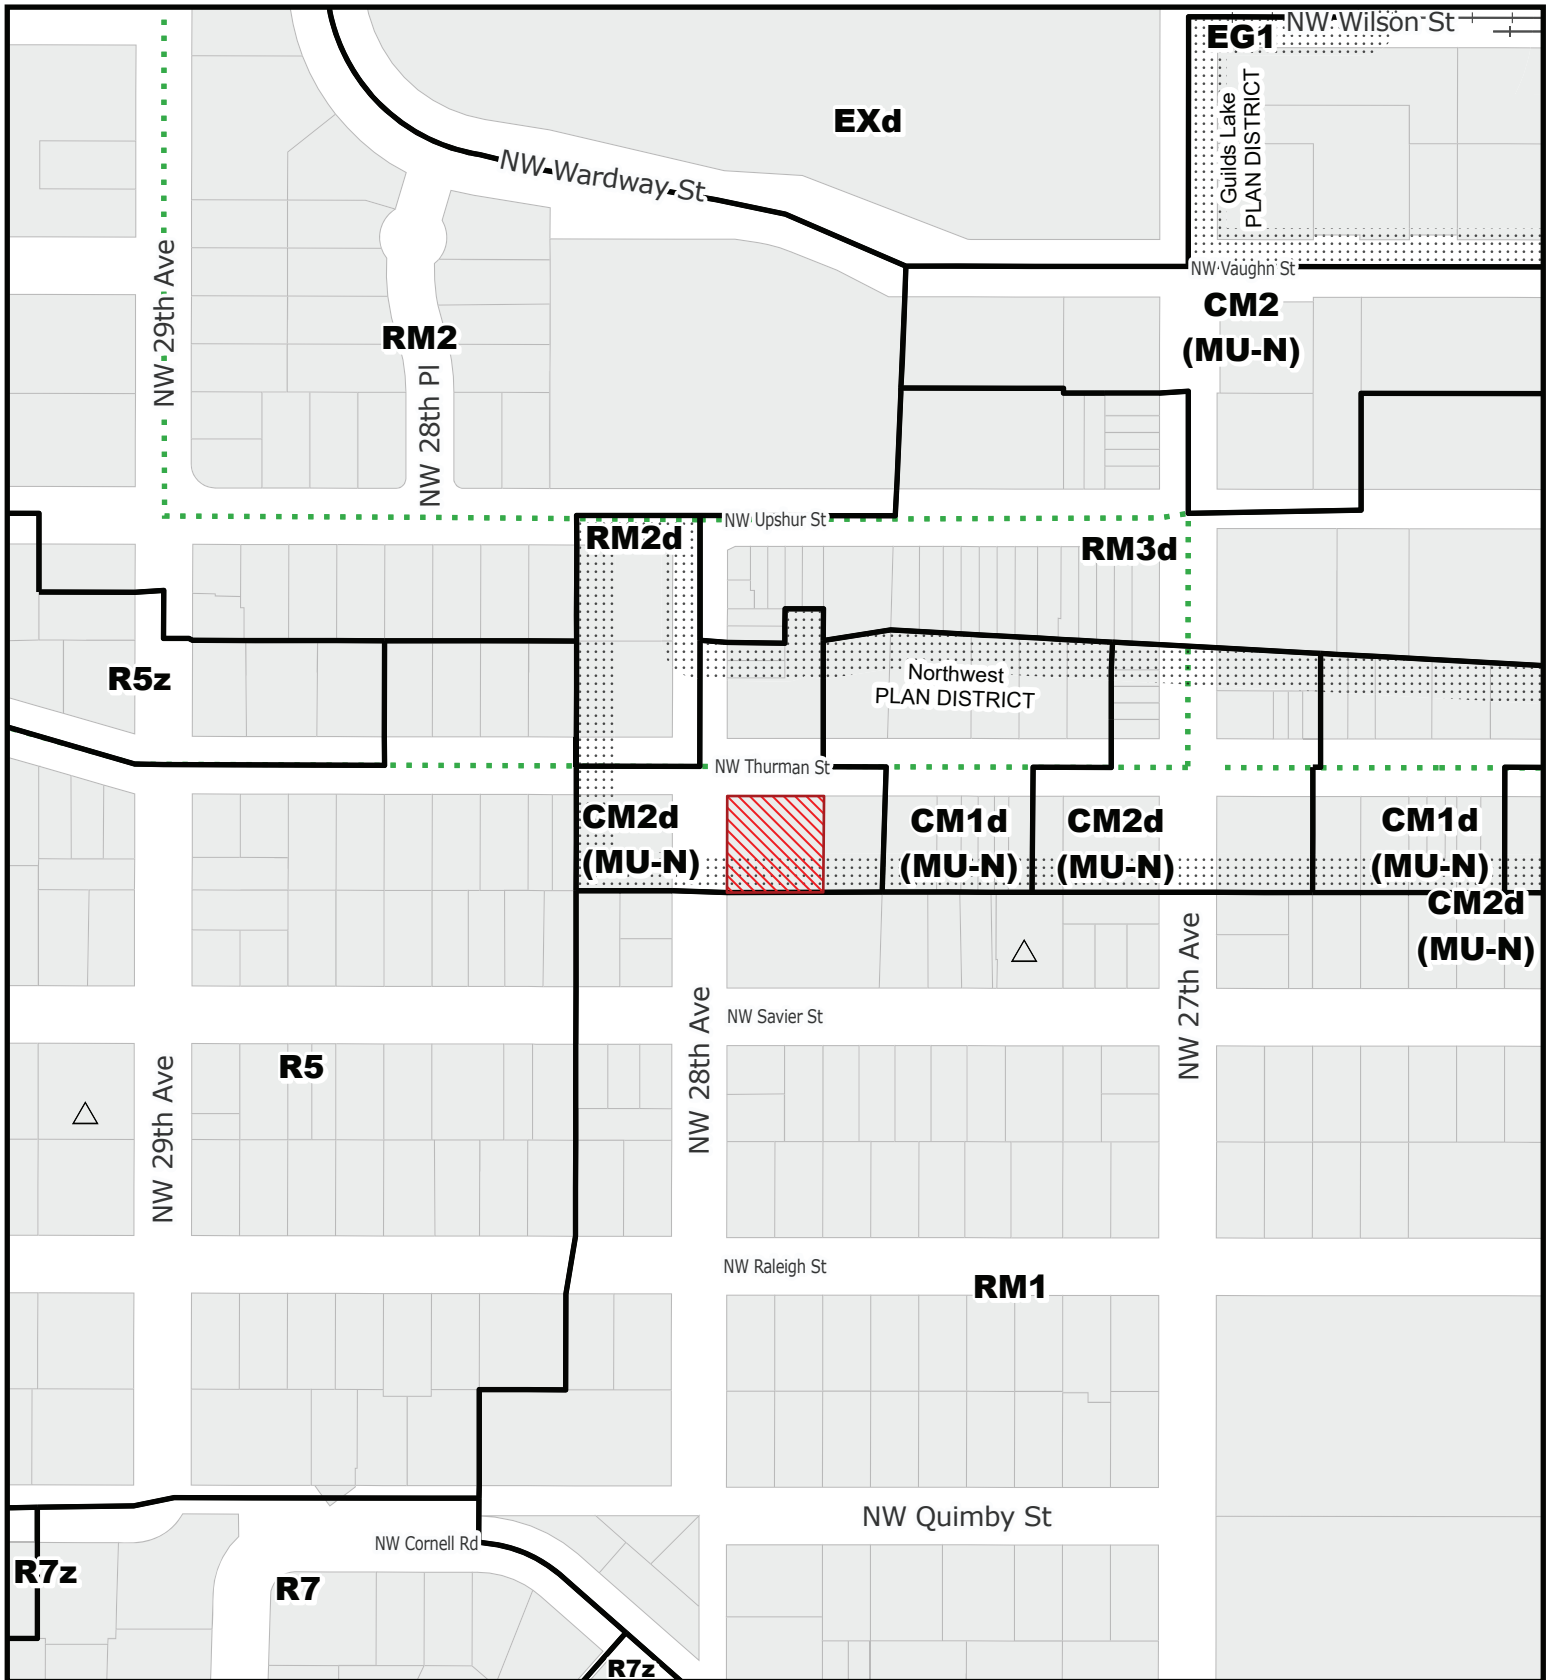 NW Wilson St
EG1
Guilds Lake
PLAN DISTRICT
EXd
NW Wardway St
NW Vaughn St
NW 29th Ave
CM2
(MU-N)
RM2
NW 28th Pl
NW Upshur St
RM2d
RM3d
R5z
Northwest
PLAN DISTRICT
NW Thurman St
CM2d
(MU-N)
CM1d
(MU-N)
CM2d
(MU-N)
CM1d
(MU-N)
CM2d
(MU-N)
NW 28th Ave
NW 27th Ave
NW Savier St
R5
NW 29th Ave
NW Raleigh St
RM1
NW Quimby St
NW Cornell Rd
R7z
R7
R7z